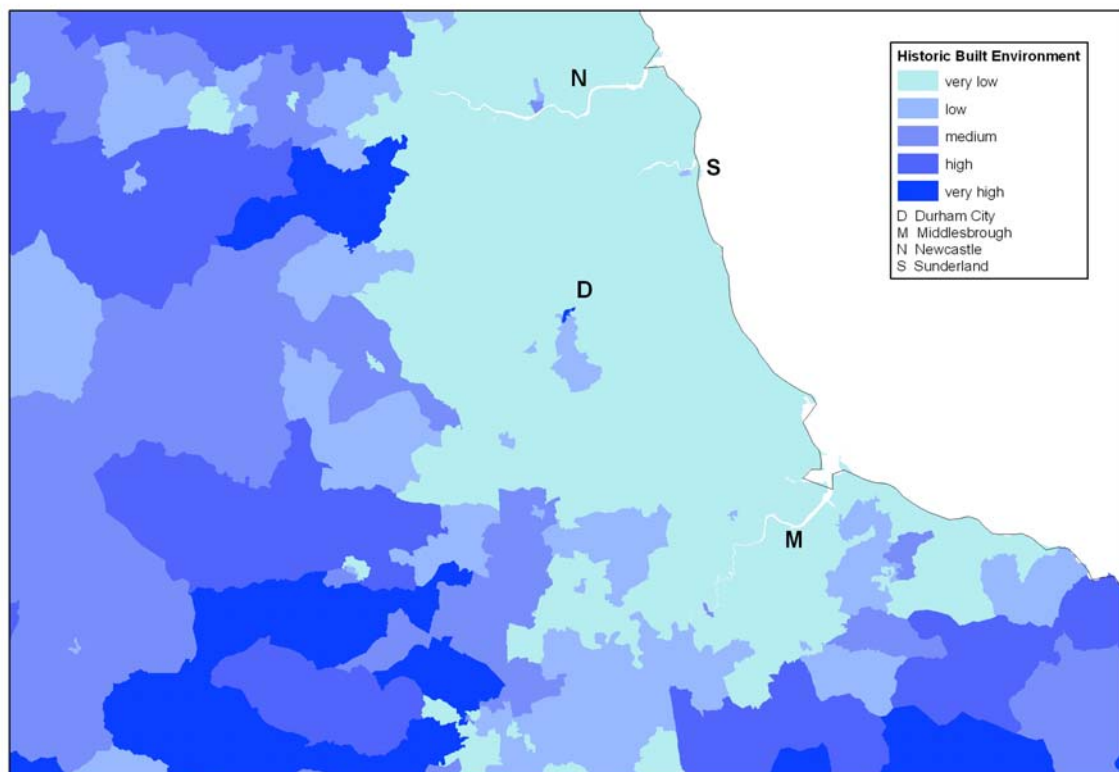 N
S
D
M
Historic Built Environment
very low
low
medium
high
very high
D Durham City
M Middlesbrough
N Newcastle
S Sunderland